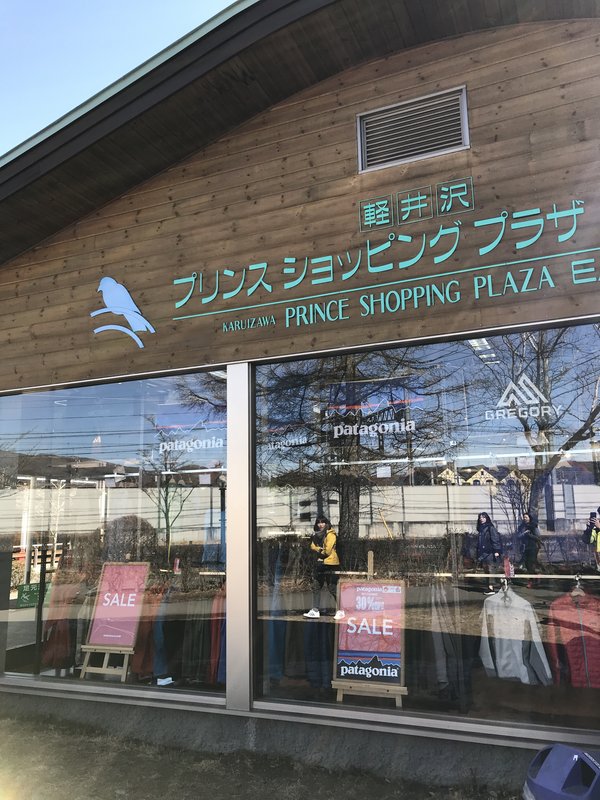 軽井沢
プリンス ショッピング プラザ
KARUIZAWA PRINCE SHOPPING PLAZA
GREGORY
patagonia
patagonia
patagonia
SALE
patagonia
30%
SALE
patagonia